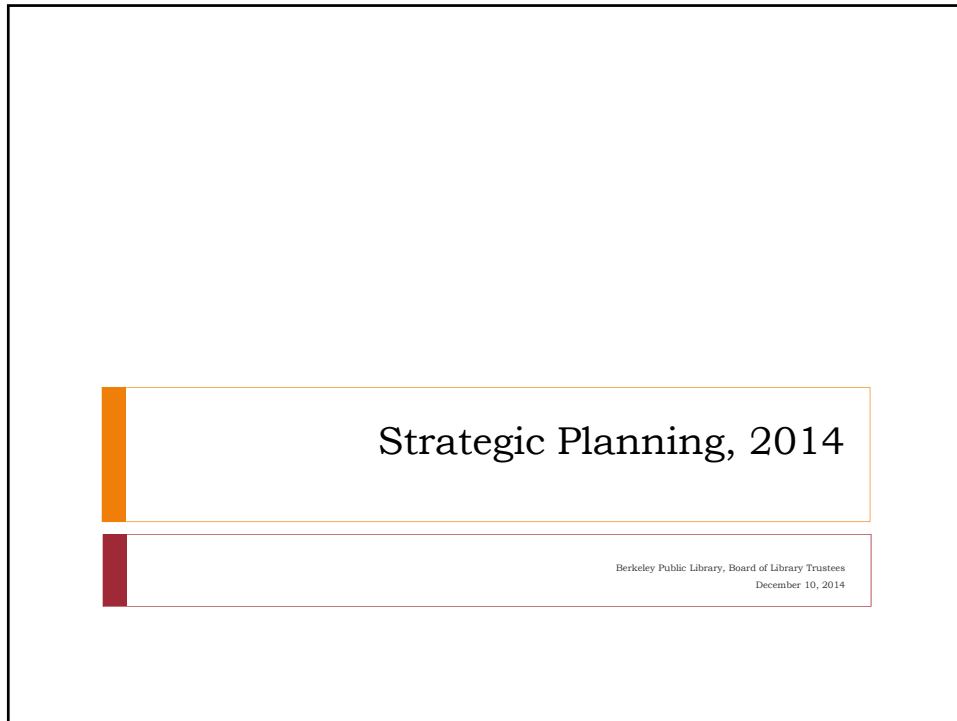 Strategic Planning, 2014
Berkeley Public Library, Board of Library Trustees
December 10, 2014